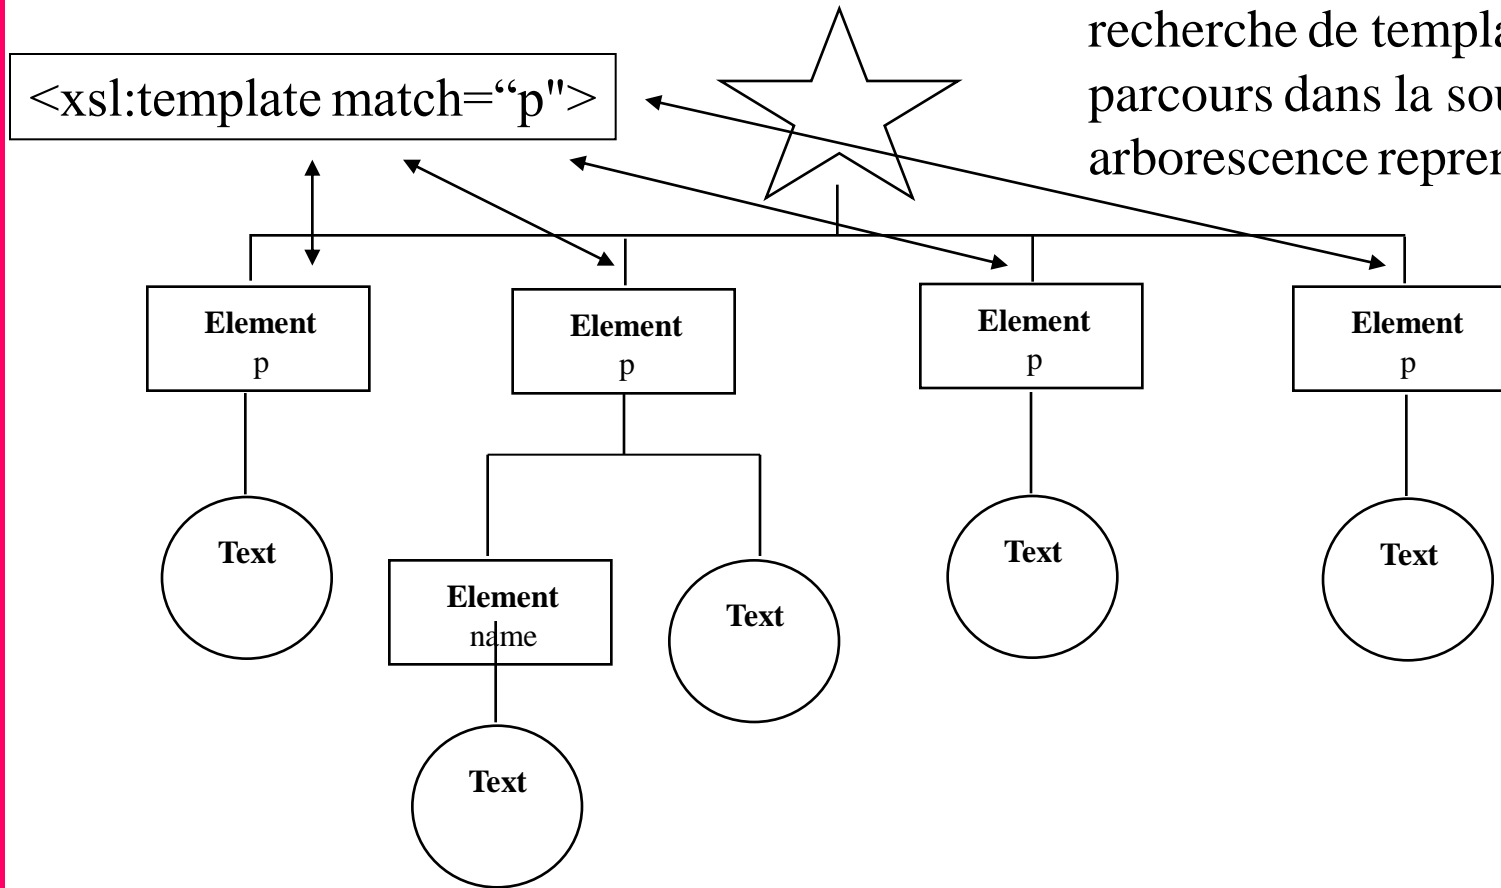 recherche de templa
parcours dans la sou
arborescence repren
<xsl:template match=“p">
Element
p
Element
p
Element
p
Element
p
Text
Element
name
Text
Text
Text
Text